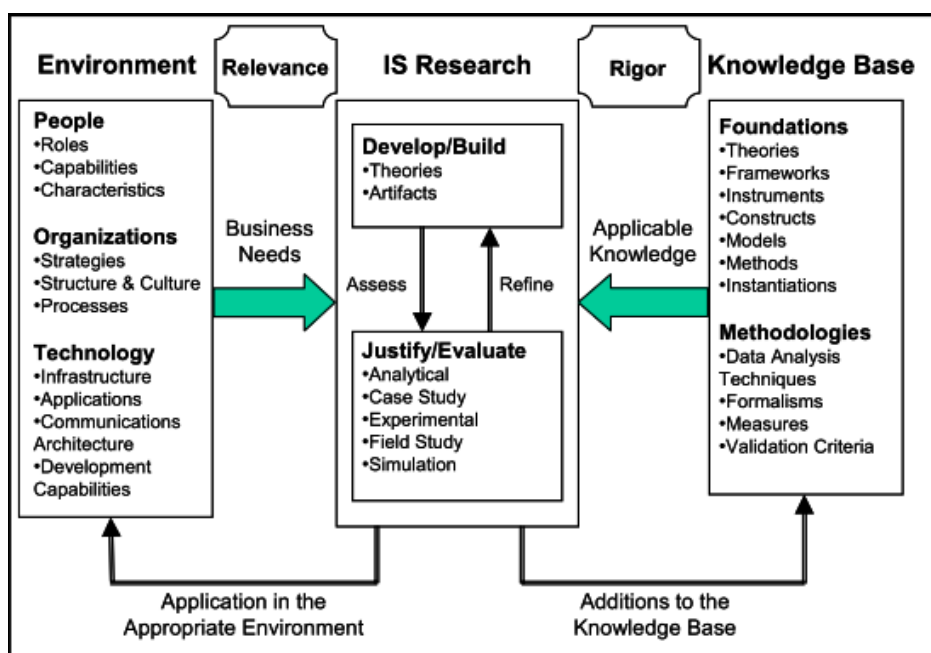 Environment
Relevance
IS Research
Rigor
Knowledge Base
People
•Roles
•Capabilities
•Characteristics
Organizations
•Strategies
•Structure & Culture
•Processes
Technology
•Infrastructure
•Applications
•Communications
Architecture
•Development
Capabilities
Business
Needs
Develop/Build
•Theories
•Artifacts
Assess
Refine
Justify/Evaluate
•Analytical
•Case Study
•Experimental
•Field Study
•Simulation
Applicable
Knowledge
Foundations
•Theories
•Frameworks
•Instruments
•Constructs
•Models
•Methods
•Instantiations
Methodologies
•Data Analysis
Techniques
•Formalisms
•Measures
•Validation Criteria
Application in the
Appropriate Environment
Additions to the
Knowledge Base